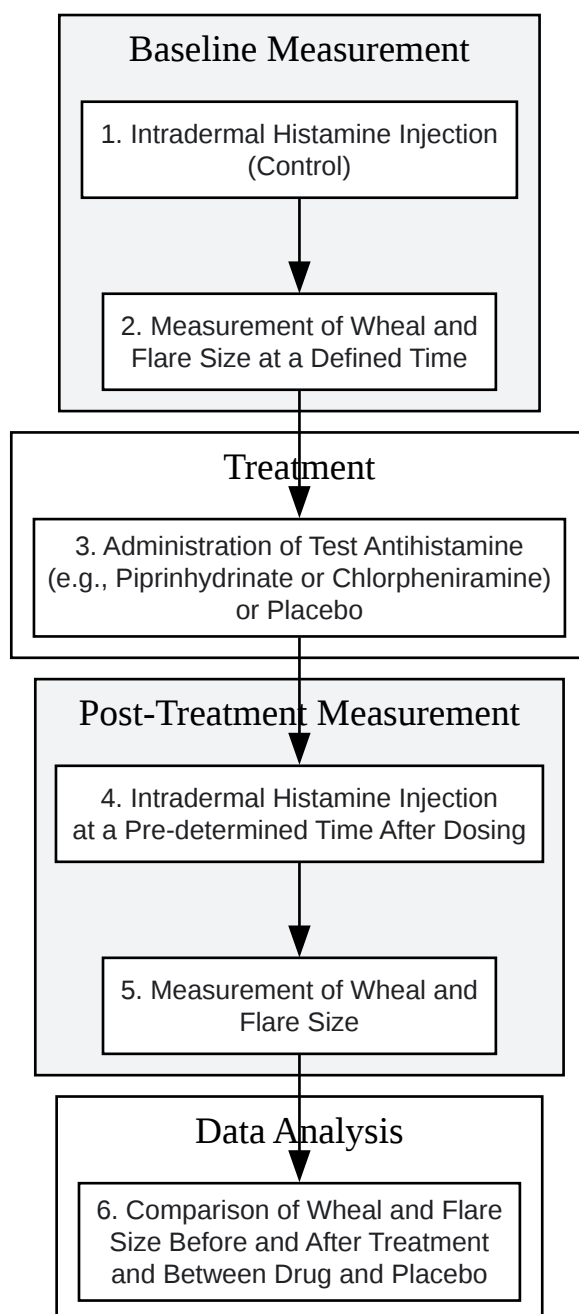 Baseline Measurement
1. Intradermal Histamine Injection
(Control)
2. Measurement of Wheal and
Flare Size at a Defined Time
Treatment
3. Administration of Test Antihistamine
(e.g., Piprinhydrinate or Chlorpheniramine)
or Placebo
Post-Treatment Measurement
4. Intradermal Histamine Injection
at a Pre-determined Time After Dosing
5. Measurement of Wheal and
Flare Size
Data Analysis
6. Comparison of Wheal and Flare
Size Before and After Treatment
and Between Drug and Placebo